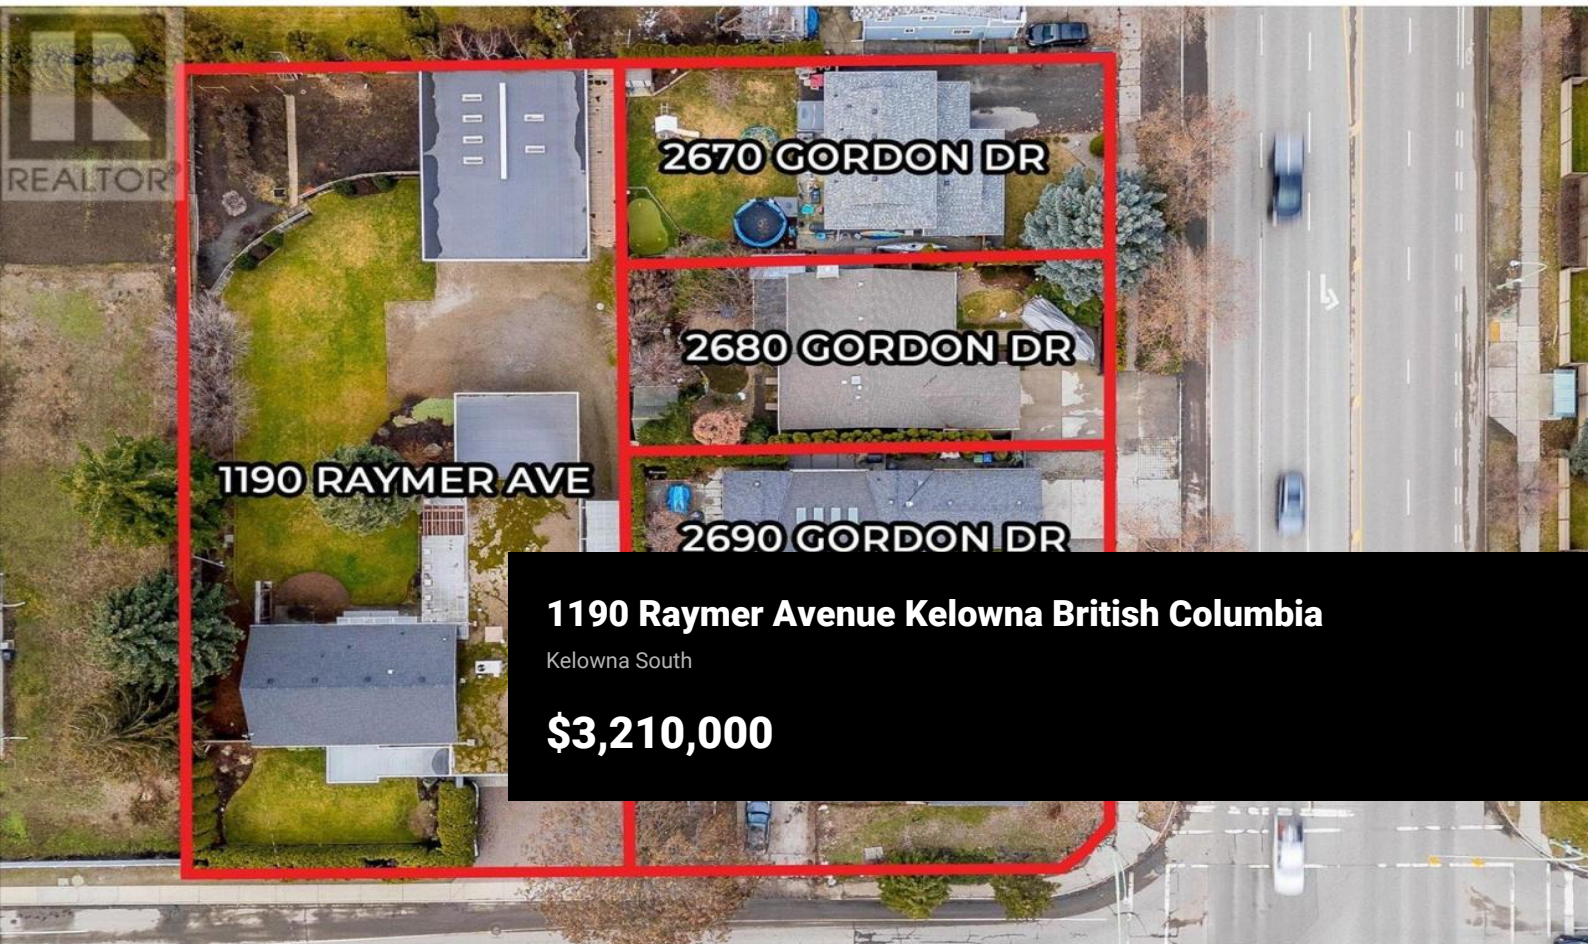 REALTOR®
2670 GORDON DR
2680 GORDON DR
1190 RAYMER AVE
2690 GORDON DR
1190 Raymer Avenue Kelowna British Columbia
Kelowna South
$3,210,000